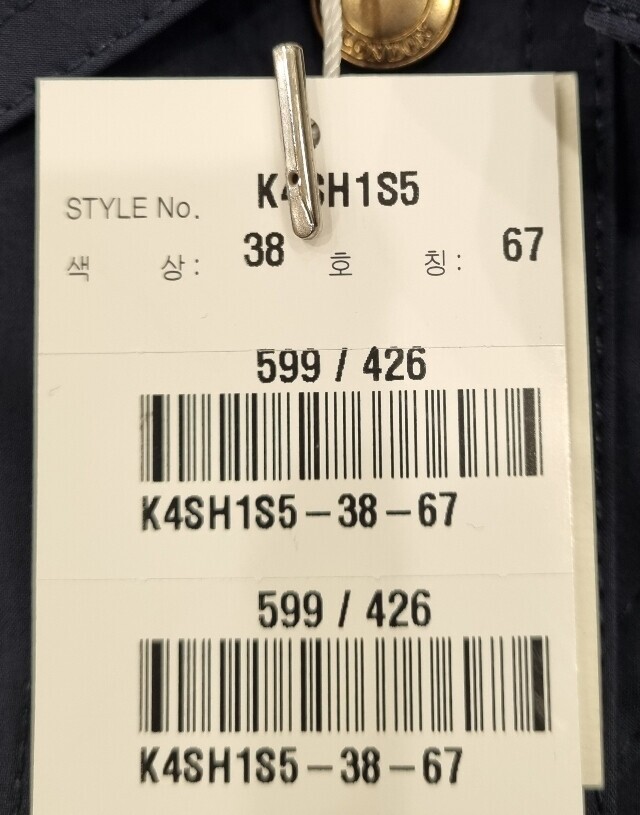 STYLE No. K4SH1S5
색 상 : 38 호 칭 : 67
599 / 426
K4SH1S5-38-67
599 / 426
K4SH1S5-38-67